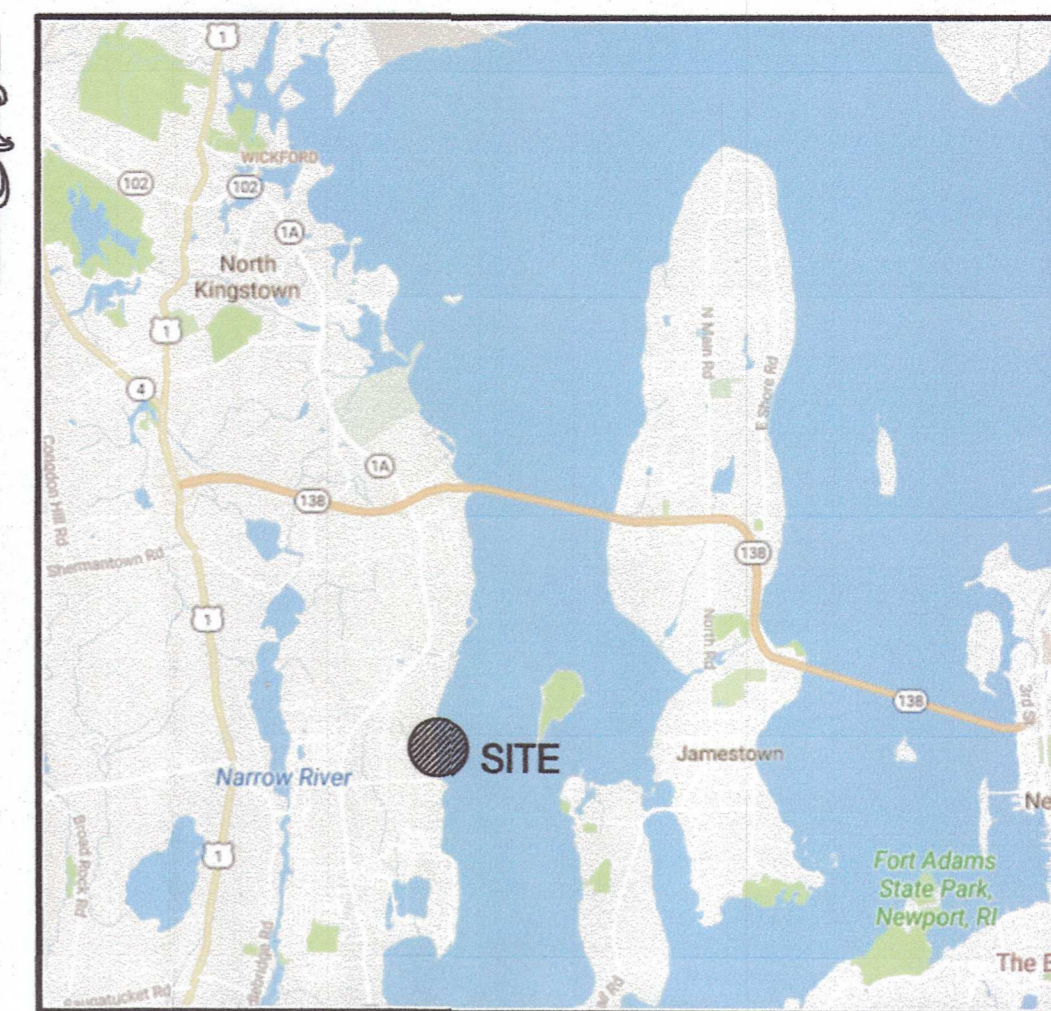 1
WICKFORD
102
102
1A
North
Kingstown
1
N Main Rd
E Shore Rd
4
1A
138
Congdon Hill Rd
138
Shermantown Rd
1
North Rd
138
3rd St
SITE
Jamestown
Narrow River
Ne
1
Broad Rock Rd
Fort Adams
State Park,
Newport, RI
The B
Saugatucket Rd